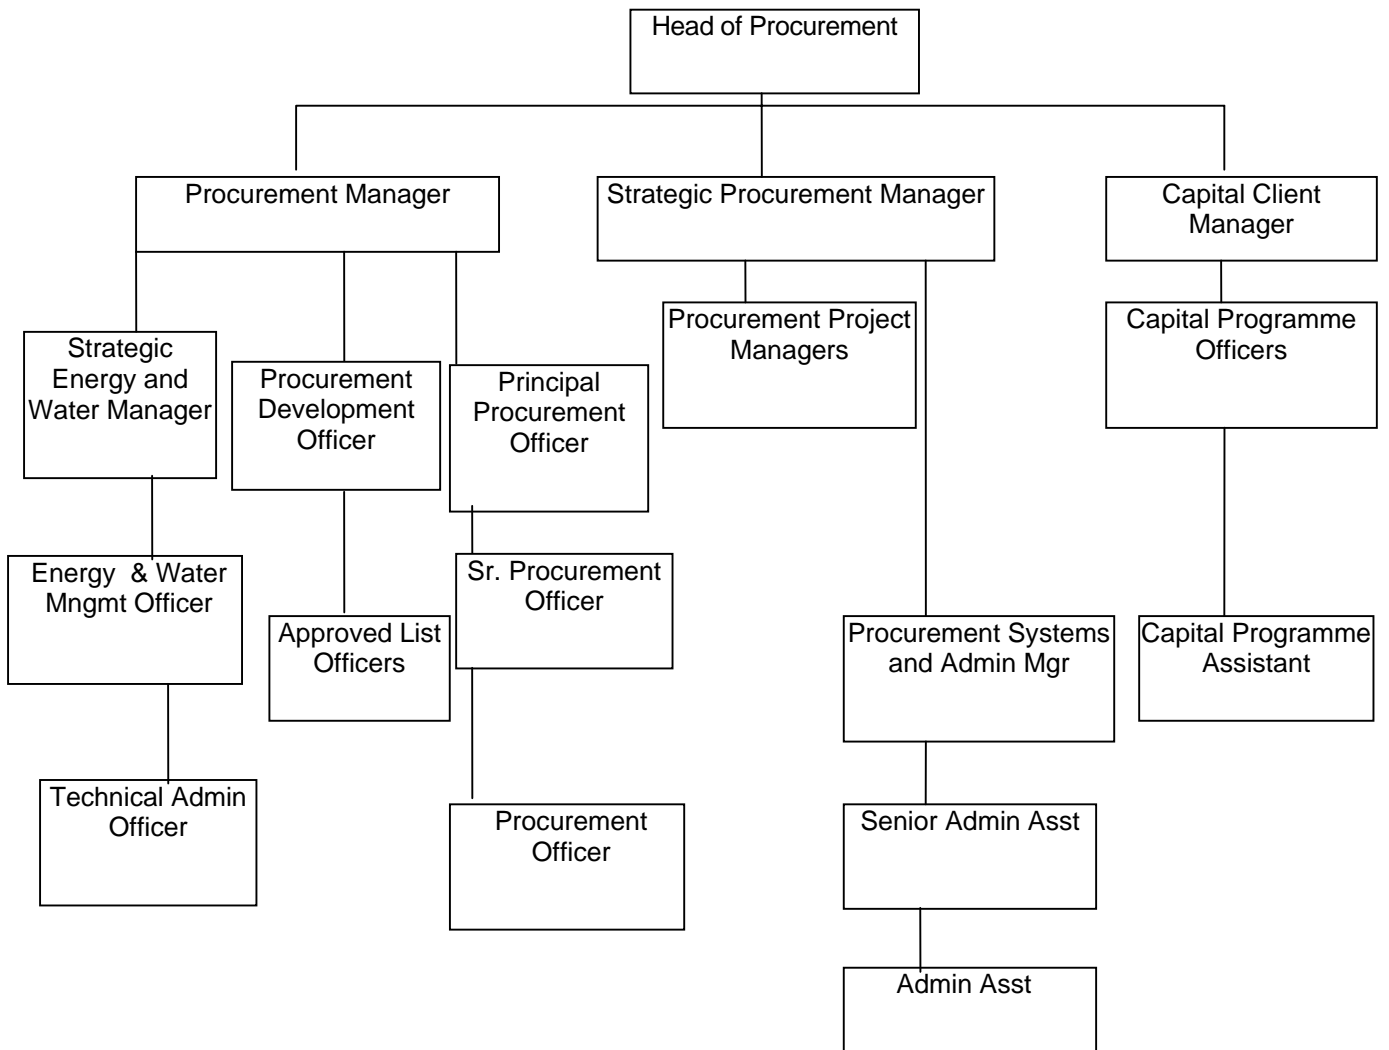 Head of Procurement
Procurement Manager
Strategic Procurement Manager
Capital Client
Manager
Strategic
Energy and
Water Manager
Procurement
Development
Officer
Principal
Procurement
Officer
Procurement Project
Managers
Capital Programme
Officers
Energy & Water
Mngmt Officer
Approved List
Officers
Sr. Procurement
Officer
Procurement Systems
and Admin Mgr
Capital Programme
Assistant
Technical Admin
Officer
Procurement
Officer
Senior Admin Asst
Admin Asst